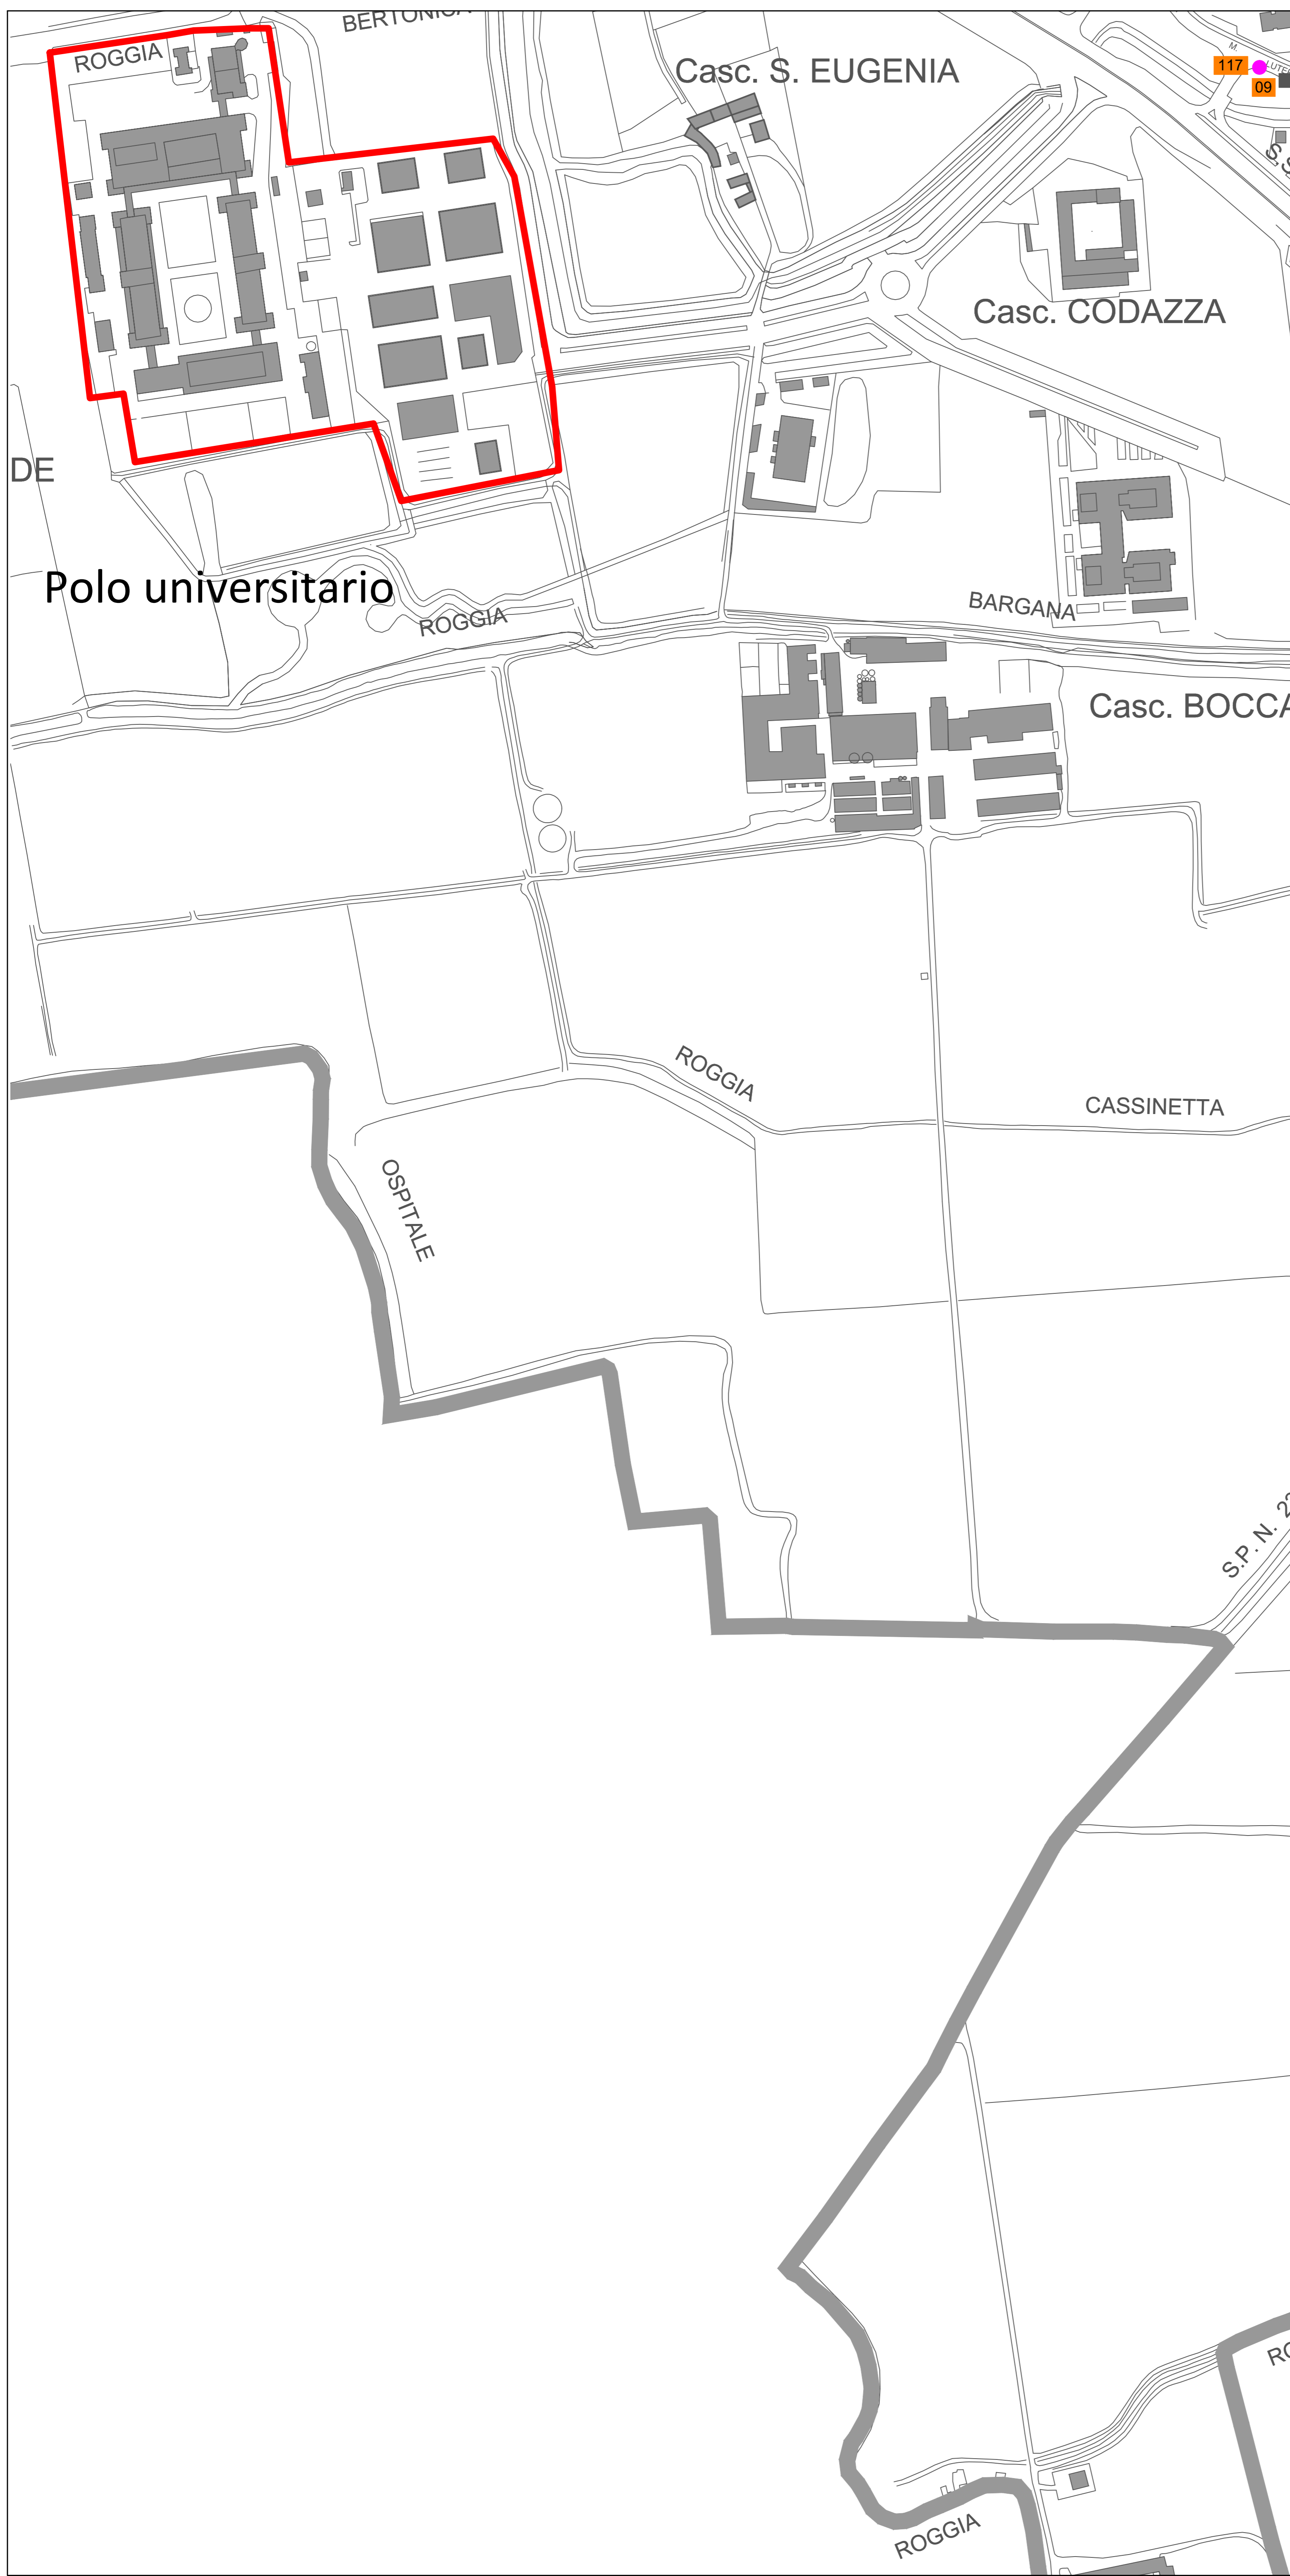 BERTONICA
ROGGIA
Casc. S. EUGENIA
M.
117
09
Casc. CODAZZA
DE
Polo universitario
ROGGIA
BARGANA
Casc. BOCCA
ROGGIA
CASSINETTA
OSPITALE
S.P. N.
ROGGIA